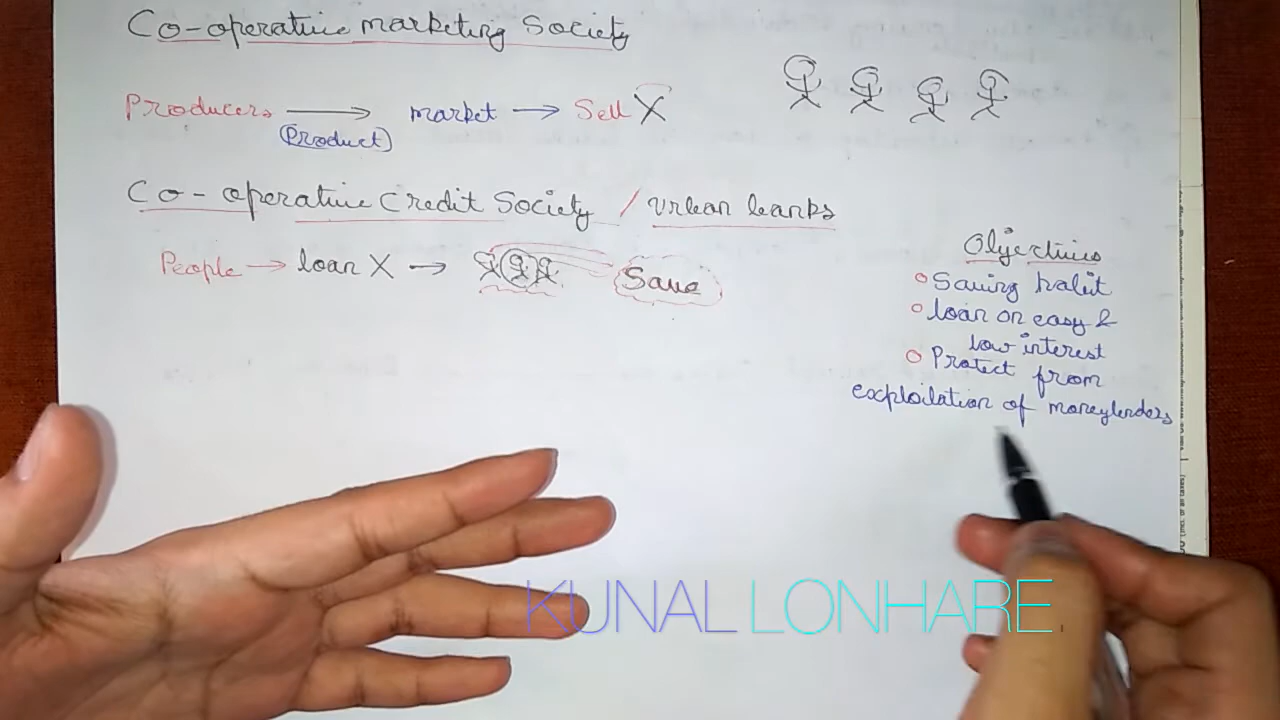 Co-operative marketing Society
Producers → market → Sell X
(Product)
Co-operative Credit Society / Urban banks
People → loan X → Save
Objectives
Saving habit
loan on easy &
low interest
Protect from
exploilation of moneylenders
KUNAL LONHARE